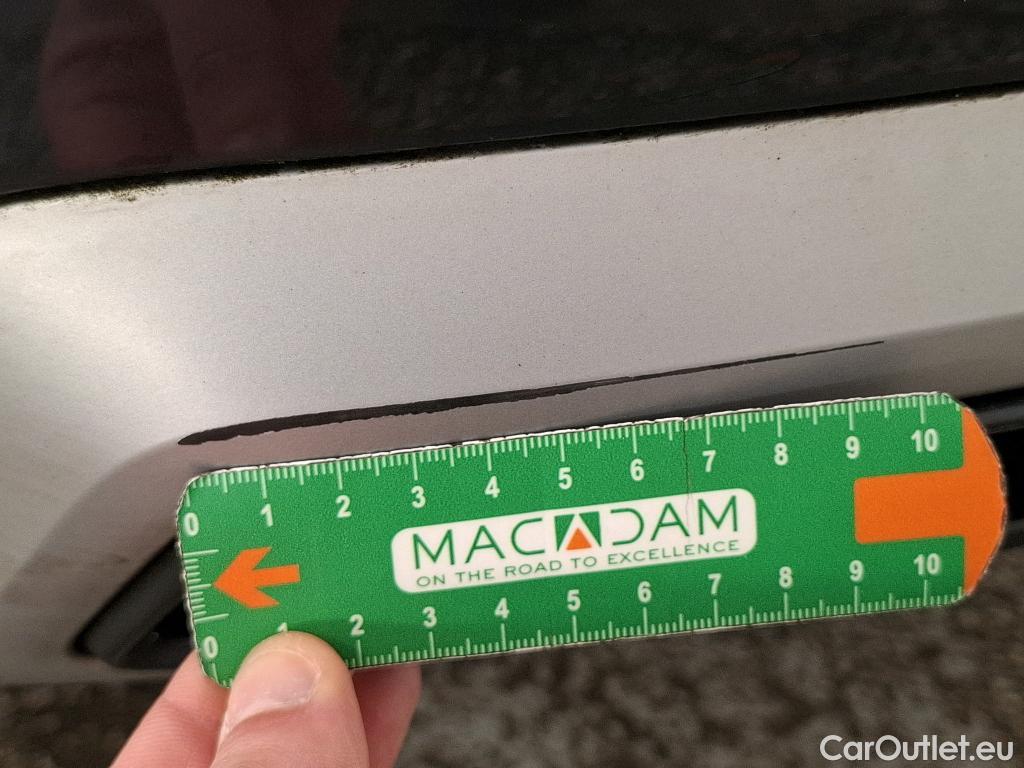 0 1 2 3 4 5 6 7 8 9 10
MACADAM
ON THE ROAD TO EXCELLENCE
0 1 2 3 4 5 6 7 8 9 10
CarOutlet.eu